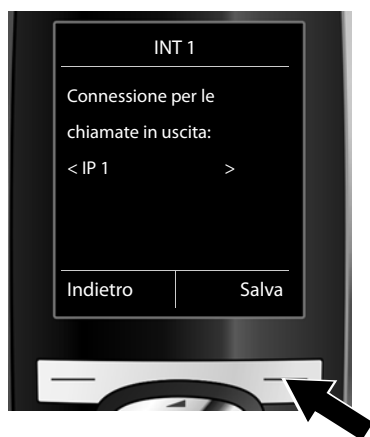 INT 1
Connessione per le
chiamate in uscita:
< IP 1 >
Indietro Salva